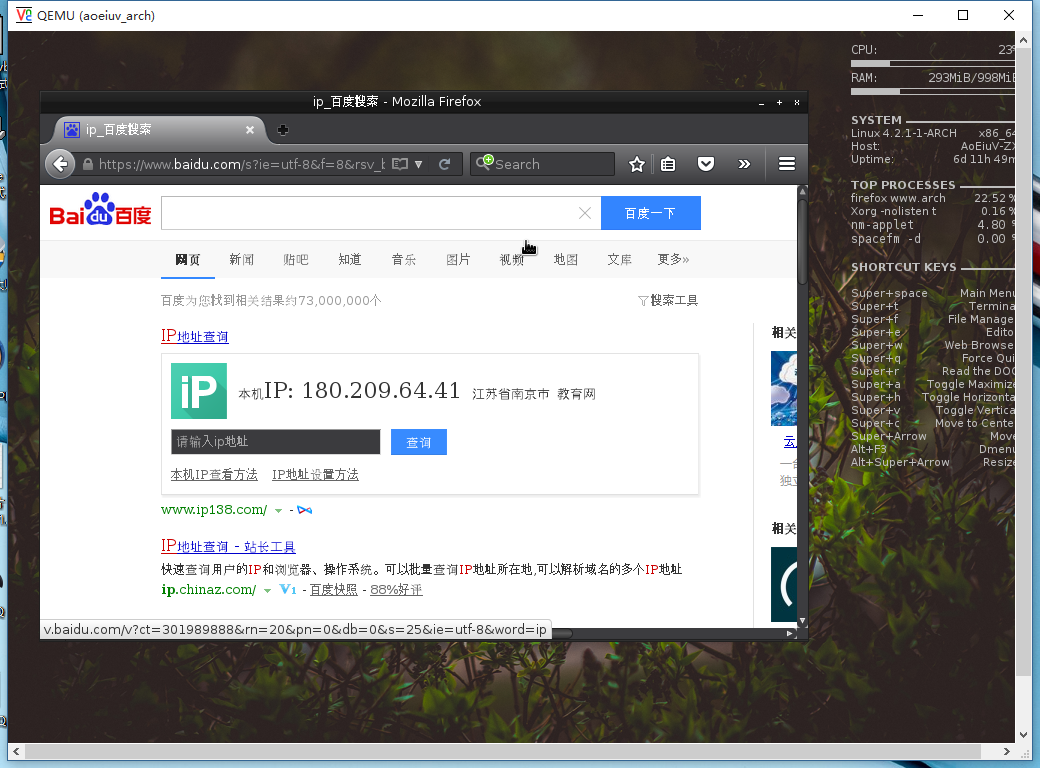 QEMU (aoeiuv_arch)
CPU: 23%
RAM: 293MiB/998MiB
ip_百度搜索 - Mozilla Firefox
ip_百度搜索
https://www.baidu.com/s?ie=utf-8&f=8&rsv_b
Search
SYSTEM
Linux 4.2.1-1-ARCH x86_64
Host: AoEiuV-ZX
Uptime: 6d 11h 49m
TOP PROCESSES
firefox www.arch 22.52 %
Xorg -nolisten t 0.16 %
nm-applet 4.80 %
spacefm -d 0.00 %
SHORTCUT KEYS
Super+space Main Menu
Super+t Terminal
Super+f File Manager
Super+e Editor
Super+w Web Browser
Super+q Force Quit
Super+r Read the DOC
Super+a Toggle Maximize
Super+h Toggle Horizonta
Super+v Toggle Vertica
Super+c Move to Center
Super+Arrow Move
Alt+F3 Dmenu
Alt+Super+Arrow Resize
Bai du 百度
百度一下
网页 新闻 贴吧 知道 音乐 图片 视频 地图 文库 更多»
百度为您找到相关结果约73,000,000个
搜索工具
IP地址查询
iP
本机IP: 180.209.64.41 江苏省南京市 教育网
请输入ip地址
查询
本机IP查看方法 IP地址设置方法
www.ip138.com/ -
IP地址查询 - 站长工具
快速查询用户的IP和浏览器、操作系统。可以批量查询IP地址所在地,可以解析域名的多个IP地址
ip.chinaz.com/ - V1 - 百度快照 - 88%好评
相关
云
一台
独立
相关
v.baidu.com/v?ct=301989888&rn=20&pn=0&db=0&s=25&ie=utf-8&word=ip